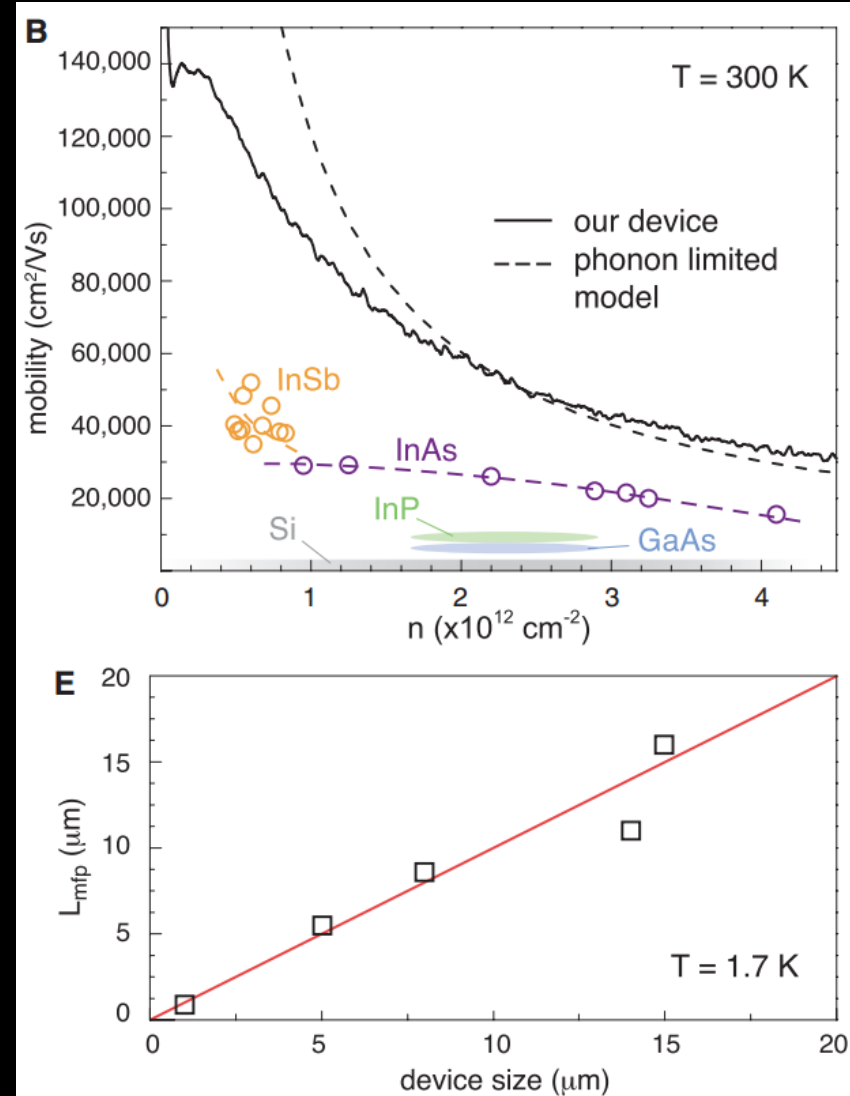 B
T = 300 K
140,000
120,000
100,000
80,000
60,000
40,000
20,000
mobility (cm²/Vs)
our device
phonon limited
model
InSb
InAs
InP
Si
GaAs
0 1 2 3 4
n (x10¹² cm⁻²)
E
20
15
10
5
0
Lmfp (μm)
T = 1.7 K
0 5 10 15 20
device size (μm)